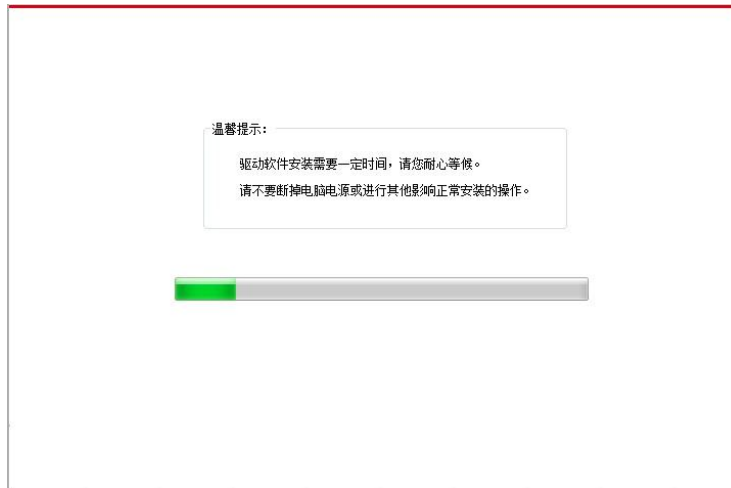 温馨提示：
驱动软件安装需要一定时间，请您耐心等候。
请不要断掉电脑电源或进行其他影响正常安装的操作。